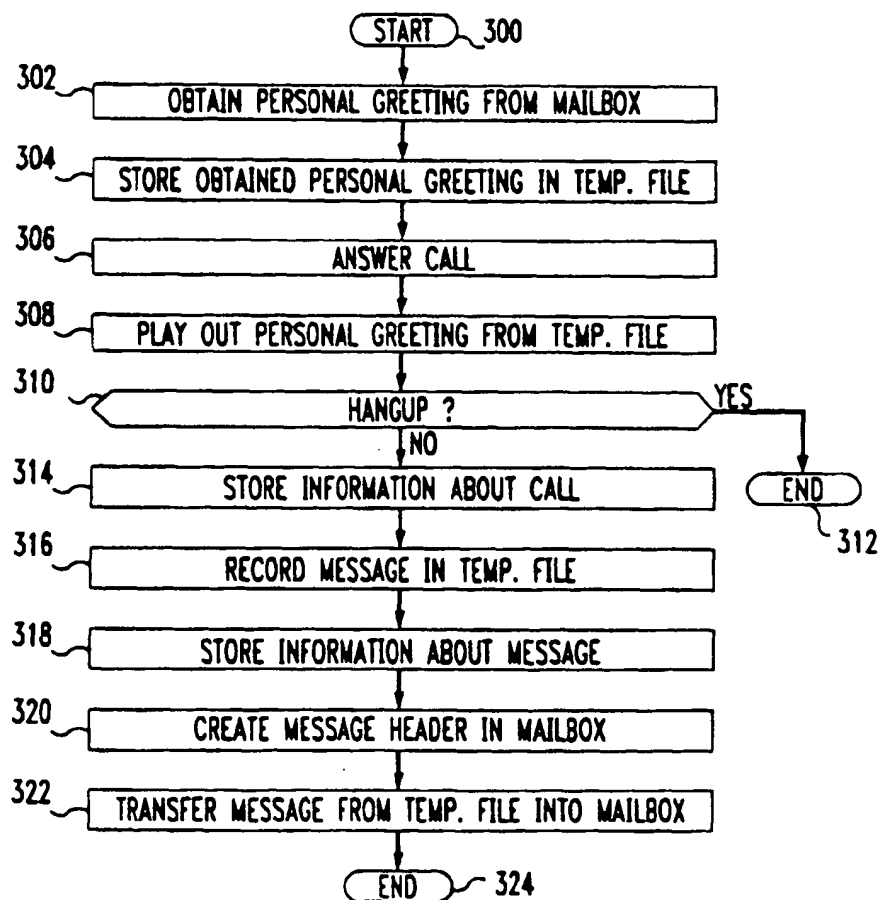 START 300
302
OBTAIN PERSONAL GREETING FROM MAILBOX
304
STORE OBTAINED PERSONAL GREETING IN TEMP. FILE
306
ANSWER CALL
308
PLAY OUT PERSONAL GREETING FROM TEMP. FILE
310
HANGUP ?
YES
NO
314
STORE INFORMATION ABOUT CALL
END
312
316
RECORD MESSAGE IN TEMP. FILE
318
STORE INFORMATION ABOUT MESSAGE
320
CREATE MESSAGE HEADER IN MAILBOX
322
TRANSFER MESSAGE FROM TEMP. FILE INTO MAILBOX
END 324